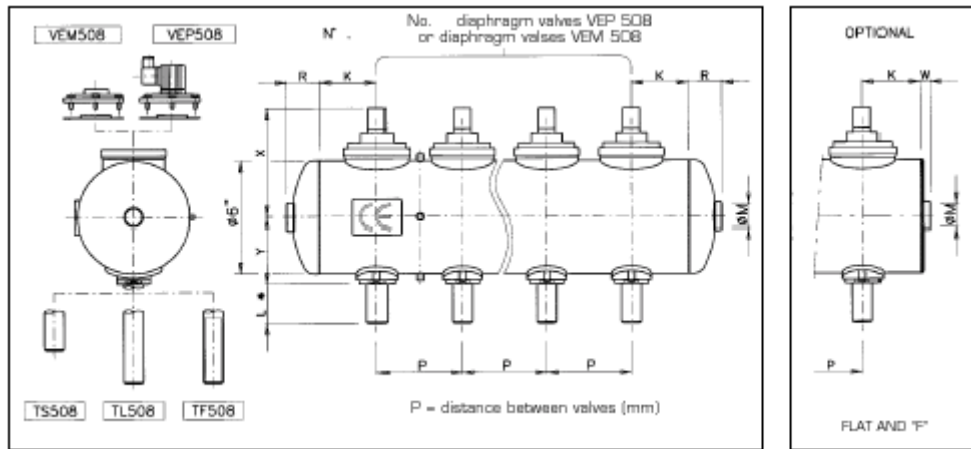 VEM508
VEP508
N°.
No. diaphragm valves VEP 508
or diaphragm valses VEM 508
R
K
K
R
X
ø6"
Y
L *
CE
øM
P
P
P
TS508
TL508
TF508
P = distance between valves (mm)
OPTIONAL
K
W
øM
P
FLAT AND "F"